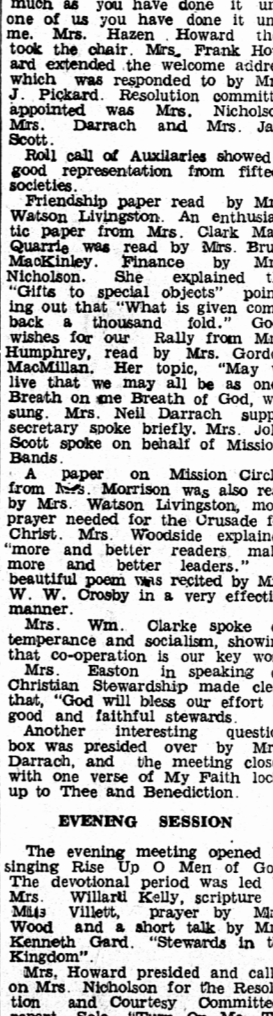 much as you have done it un
one of us you have done it un
me. Mrs. Hazen Howard th
took the chair. Mrs. Frank Ho
ard extended the welcome addre
which was responded to by Mr
J. Pickard. Resolution committ
appointed was Mrs. Nicholso
Mrs. Darrach and Mrs. Ja
Scott.
Roll call of Auxilaries showed
good representation from fifte
societies.
Friendship paper read by Mr
Watson Livingston. An enthusia
tic paper from Mrs. Clark Ma
Quarrie was read by Mrs. Bru
MacKinley. Finance by Mr
Nicholson. She explained t
"Gifts to special objects" poin
ing out that "What is given com
back a thousand fold." Go
wishes for our Rally from Mr
Humphrey, read by Mrs. Gord
MacMillan. Her topic, "May
live that we may all be as on
Breath on me Breath of God, w
sung. Mrs. Neil Darrach supp
secretary spoke briefly. Mrs. Jo
Scott spoke on behalf of Missio
Bands.
A paper on Mission Circl
from Mrs. Morrison was also re
by Mrs. Watson Livingston, mo
prayer needed for the Crusade f
Christ. Mrs. Woodside explain
"more and better readers mak
more and better leaders."
beautiful poem was recited by M
W. W. Crosby in a very effecti
manner.
Mrs. Wm. Clarke spoke
temperance and socialism, showin
that co-operation is our key wo
Mrs. Easton in speaking
Christian Stewardship made cle
that, "God will bless our effort
good and faithful stewards.
Another interesting questio
box was presided over by Mr
Darrach, and the meeting clos
with one verse of My Faith loo
up to Thee and Benediction.
EVENING SESSION
The evening meeting opened
singing Rise Up O Men of Go
The devotional period was led
Mrs. Willard Kelly, scripture
Miss Villett, prayer by
Wood and a short talk by Mr
Kenneth Gard. "Stewards in t
Kingdom".
Mrs. Howard presided and call
on Mrs. Nicholson for the Resol
tion and Courtesy Committe